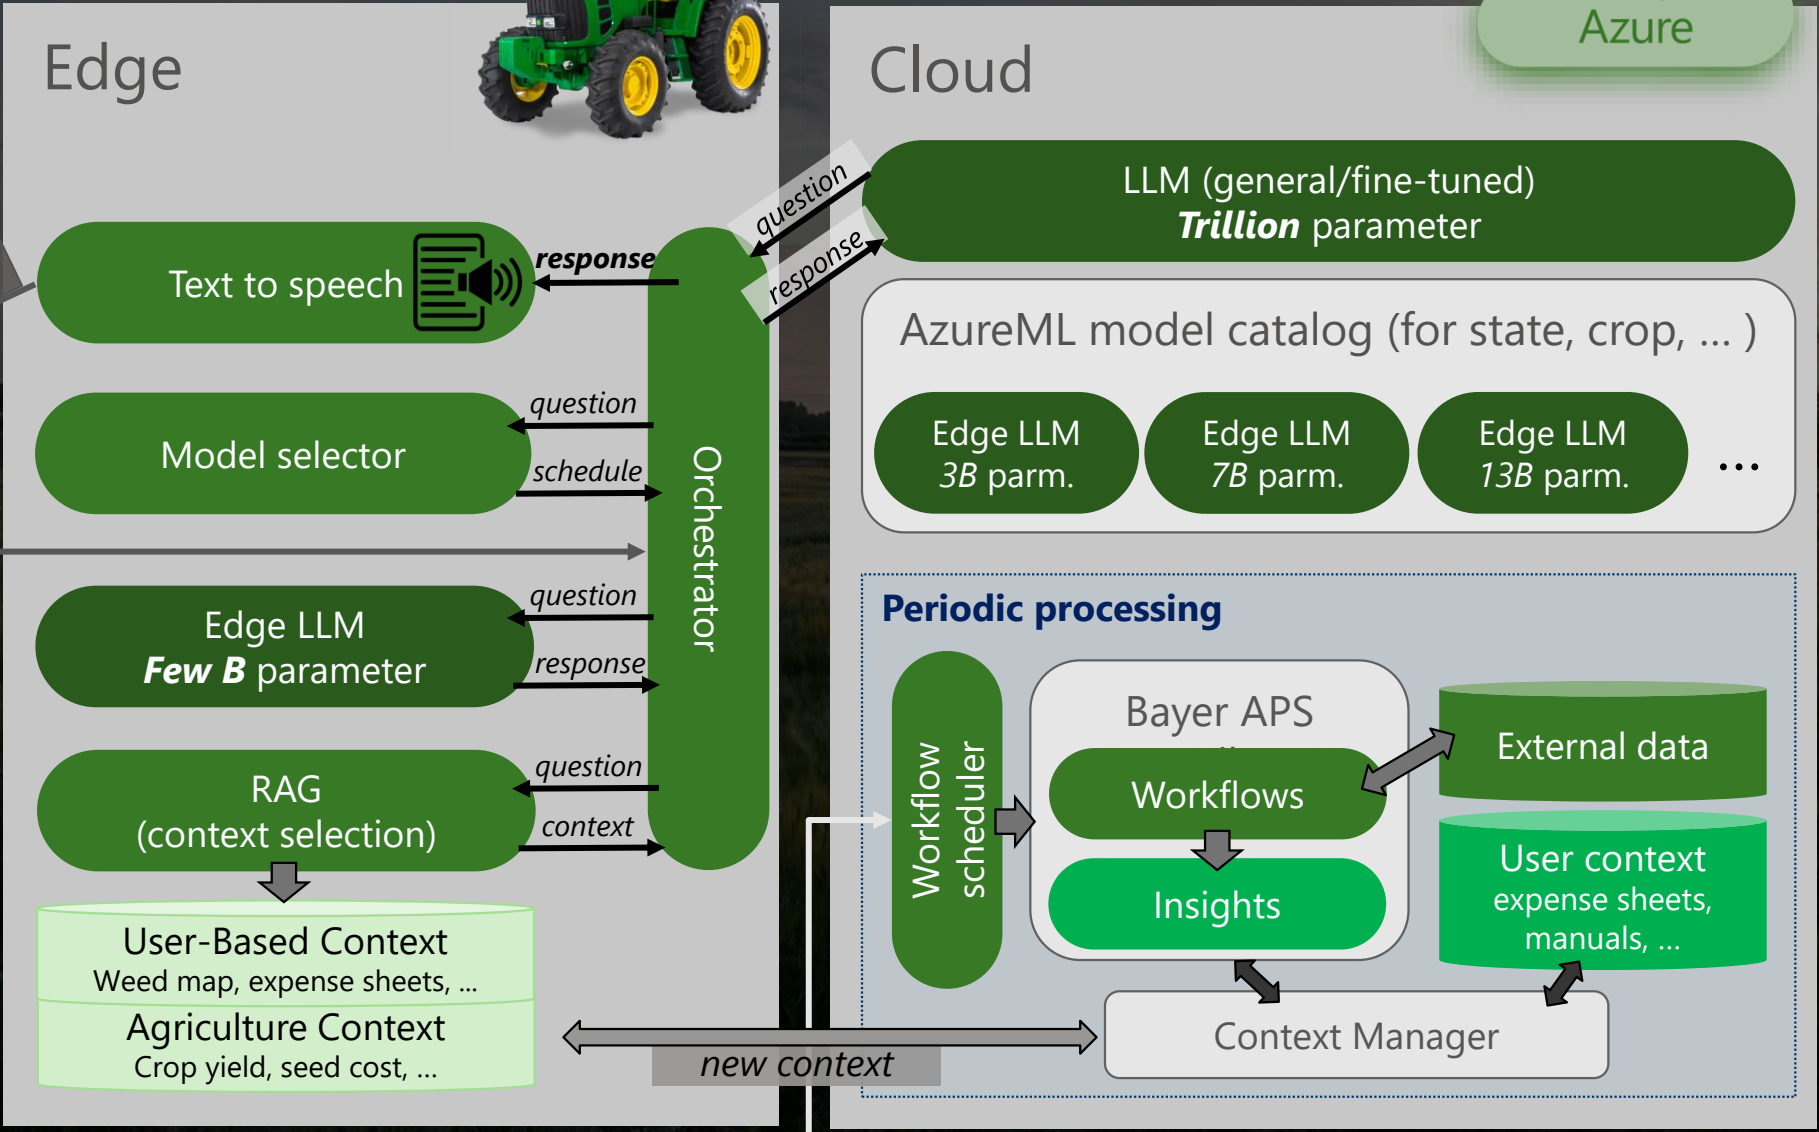 Edge
Cloud
Azure
LLM (general/fine-tuned)
Trillion parameter
question
response
Text to speech
response
AzureML model catalog (for state, crop, ... )
Edge LLM
3B parm.
Edge LLM
7B parm.
Edge LLM
13B parm.
...
Model selector
question
schedule
Orchestrator
Edge LLM
Few B parameter
question
response
RAG
(context selection)
question
context
User-Based Context
Weed map, expense sheets, ...
Agriculture Context
Crop yield, seed cost, ...
new context
Periodic processing
Workflow
scheduler
Bayer APS
Workflows
Insights
External data
User context
expense sheets,
manuals, ...
Context Manager